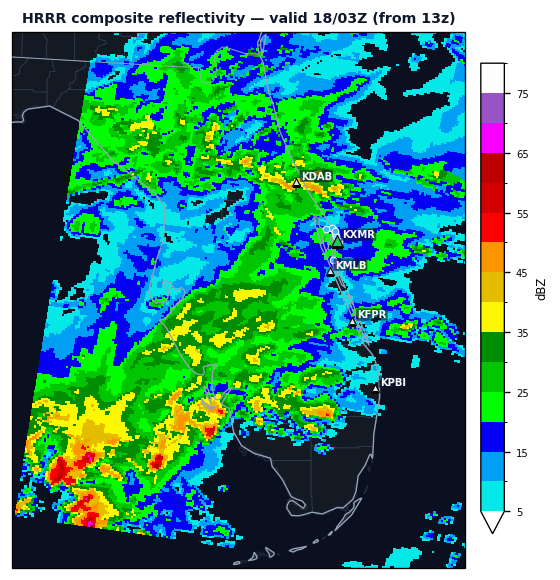 HRRR composite reflectivity — valid 18/03Z (from 13z)
KDAB
KXMR
KMLB
KFPR
KPBI
75
65
55
45
35
25
15
5
dBZ